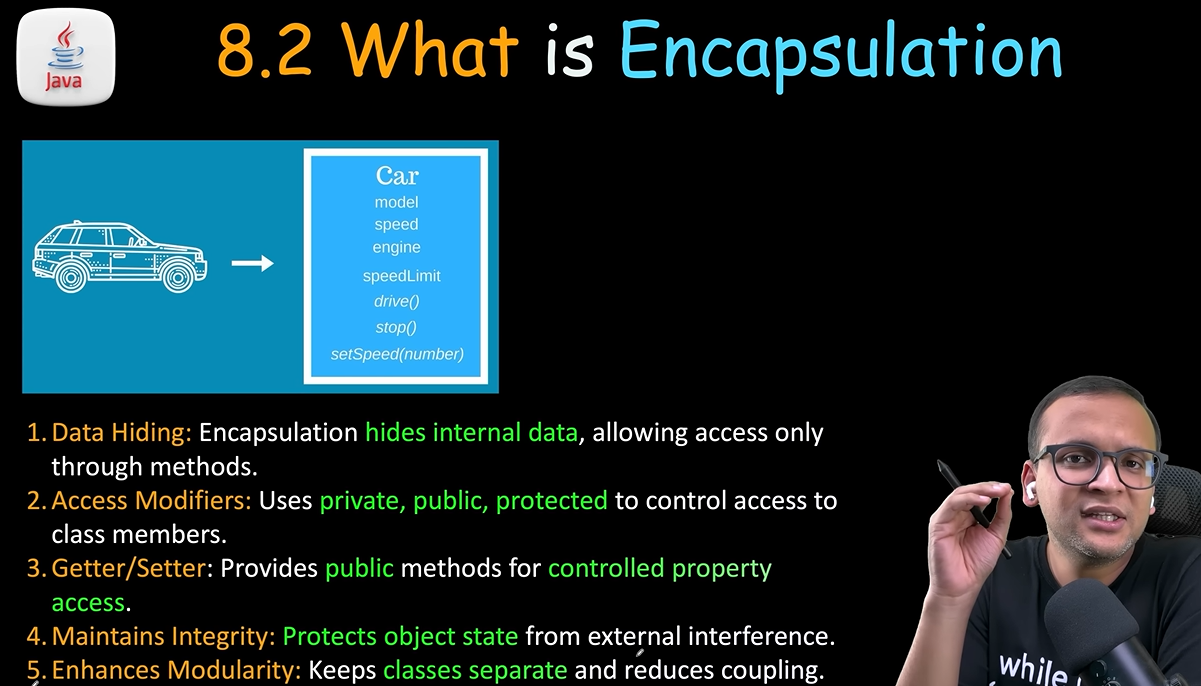 Java
8.2 What is Encapsulation
Car
model
speed
engine
speedLimit
drive()
stop()
setSpeed(number)
1. Data Hiding: Encapsulation hides internal data, allowing access only
through methods.
2. Access Modifiers: Uses private, public, protected to control access to
class members.
3. Getter/Setter: Provides public methods for controlled property
access.
4. Maintains Integrity: Protects object state from external interference.
5. Enhances Modularity: Keeps classes separate and reduces coupling.
while